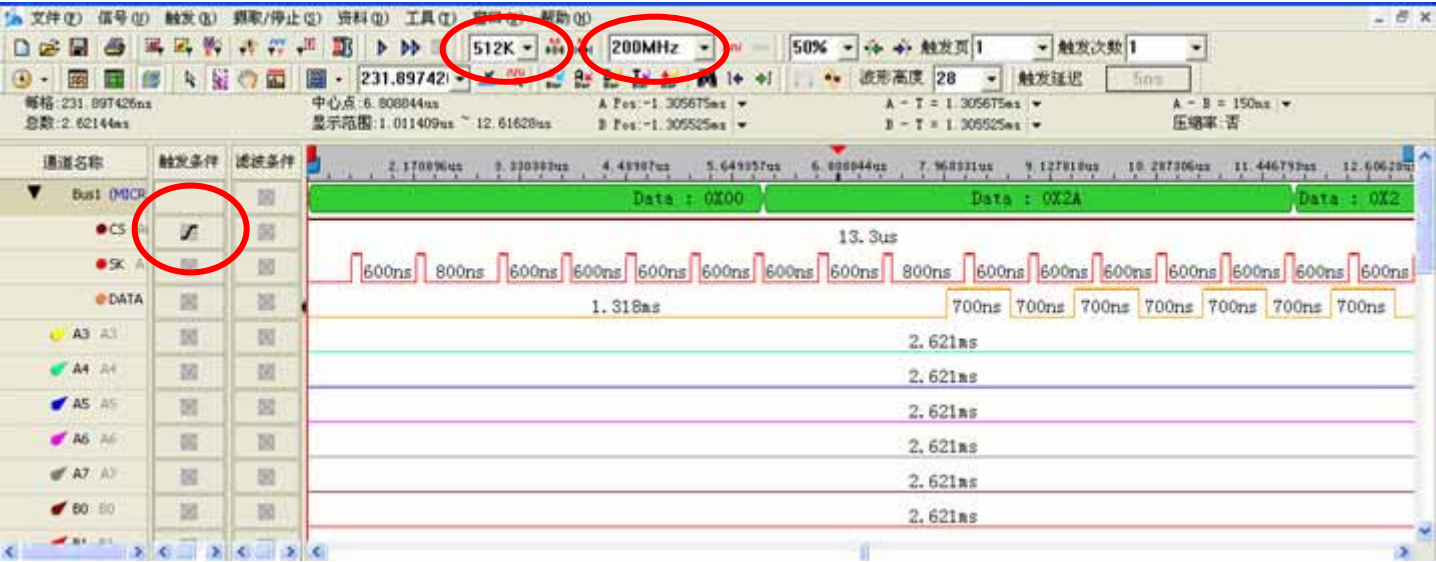 文件(F) 信号(U) 触发(R) 撷取/停止(S) 资料(D) 工具(T) 窗口 帮助(H)
512K 200MHz 50% 触发页 1 触发次数 1
231.89742 波形高度 28 触发延迟 5ns
每格:231.897426ns 中心点:6.808844us A Pos:-1.305675ms A - T = 1.305675ms A - B = 150ns
总数:2.62144ms 显示范围:1.011409us ~ 12.61628us B Pos:-1.305525ms B - T = 1.305525ms 压缩率:否
通道名称 触发条件 滤波条件 2.170896us 4.48987us 5.649357us 6.808844us 7.968331us 9.127818us 10.287306us 11.446793us
Bus1 (MICR Data : 0X00 Data : 0X2A Data : 0X2
CS 13.3us
SK A 600ns 800ns 600ns 600ns 600ns 600ns 600ns 600ns 800ns 600ns 600ns 600ns 600ns 600ns 600ns 600ns
DATA 1.318ms 700ns 700ns 700ns 700ns 700ns 700ns 700ns
A3 A3 2.621ms
A4 A4 2.621ms
A5 A5 2.621ms
A6 A6 2.621ms
A7 A7 2.621ms
B0 B0 2.621ms